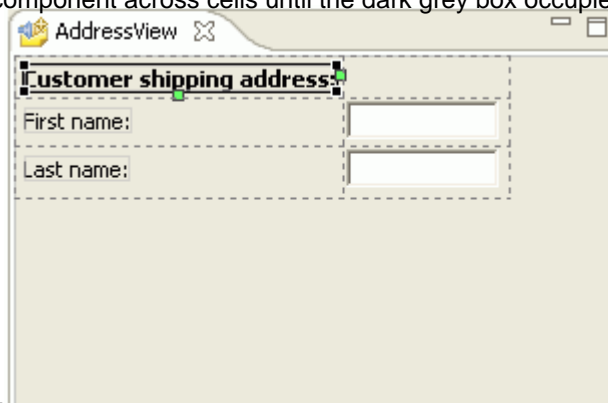 component across cells until the dark grey box occupie
AddressView
Customer shipping address:
First name:
Last name: